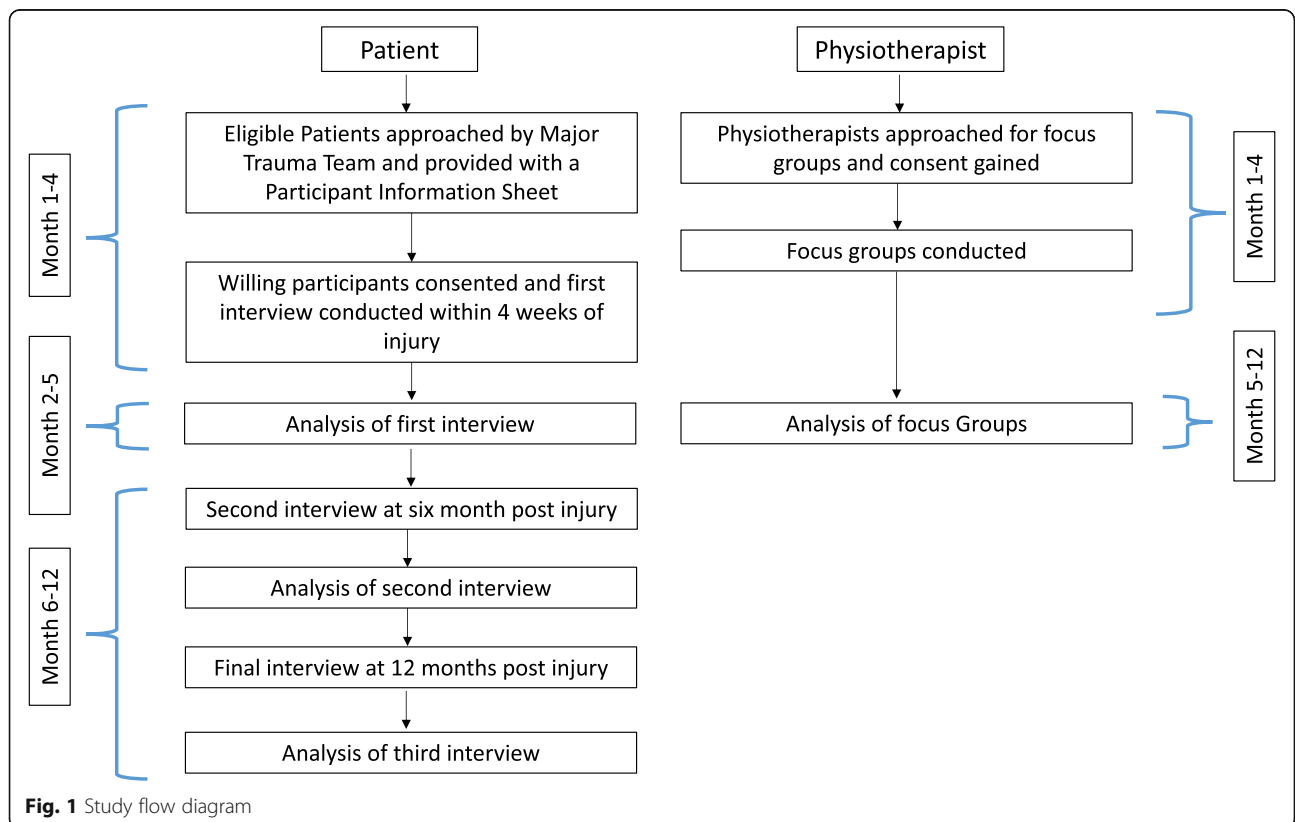 Patient
Eligible Patients approached by Major
Trauma Team and provided with a
Participant Information Sheet
Willing participants consented and first
interview conducted within 4 weeks of
injury
Analysis of first interview
Second interview at six month post injury
Analysis of second interview
Final interview at 12 months post injury
Analysis of third interview
Month 1-4
Month 2-5
Month 6-12
Physiotherapist
Physiotherapists approached for focus
groups and consent gained
Focus groups conducted
Analysis of focus Groups
Month 1-4
Month 5-12
Fig. 1 Study flow diagram